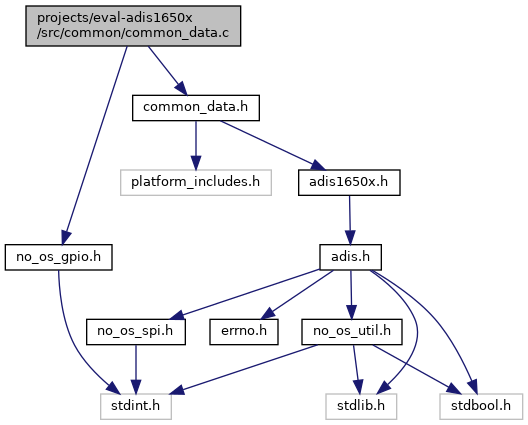 projects/eval-adis1650x
/src/common/common_data.c
common_data.h
platform_includes.h
adis1650x.h
no_os_gpio.h
adis.h
no_os_spi.h
errno.h
no_os_util.h
stdint.h
stdlib.h
stdbool.h